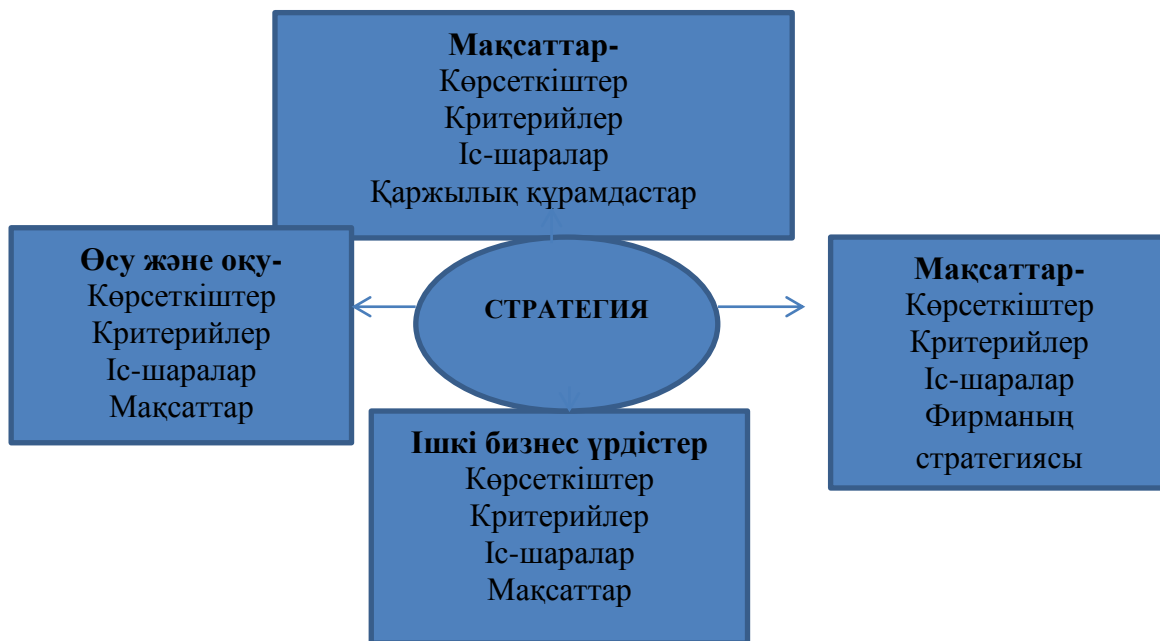 Мақсаттар-
Көрсеткіштер
Критерийлер
Іс-шаралар
Қаржылық құрамдастар
Өсу және оқу-
Көрсеткіштер
Критерийлер
Іс-шаралар
Мақсаттар
СТРАТЕГИЯ
Мақсаттар-
Көрсеткіштер
Критерийлер
Іс-шаралар
Фирманың
стратегиясы
Ішкі бизнес үрдістер
Көрсеткіштер
Критерийлер
Іс-шаралар
Мақсаттар